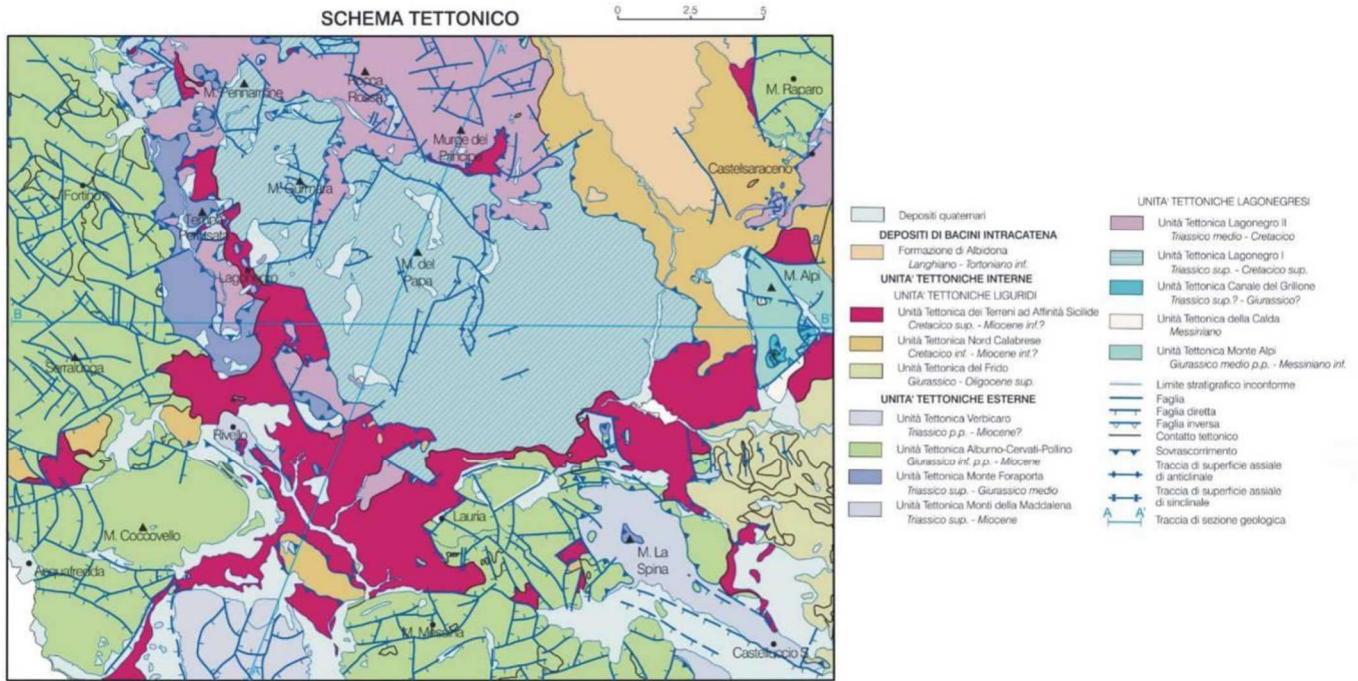 SCHEMA TETTONICO
0 2.5 5
A'
M. Raparo
Rocca
Rossa
Murge del
Principe
Castelsaraceno
Fortino
M. Gurmara
Lagonegro
M. del
Papa
M. Alpi
B
B'
Serralonga
Rivello
Lauria
M. Coccovello
M. La
Spina
Acquafredda
M. Messina
Castelluccio S.
A
Depositi quaternari
DEPOSITI DI BACINI INTRACATENA
Formazione di Albidona
Langhiano - Tortoniano inf.
UNITA' TETTONICHE INTERNE
UNITA' TETTONICHE LIGURIDI
Unità Tettonica dei Terreni ad Affinità Sicilide
Cretacico sup. - Miocene inf.?
Unità Tettonica Nord Calabrese
Cretacico inf. - Miocene inf.?
Unità Tettonica del Frido
Giurassico - Oligocene sup.
UNITA' TETTONICHE ESTERNE
Unità Tettonica Verbicaro
Triassico p.p. - Miocene?
Unità Tettonica Alburno-Cervati-Pollino
Giurassico inf. p.p. - Miocene
Unità Tettonica Monte Foraporta
Triassico sup. - Giurassico medio
Unità Tettonica Monti della Maddalena
Triassico sup. - Miocene
UNITA' TETTONICHE LAGONEGRESI
Unità Tettonica Lagonegro II
Triassico medio - Cretacico
Unità Tettonica Lagonegro I
Triassico sup. - Cretacico sup.
Unità Tettonica Canale del Grillone
Triassico sup.? - Giurassico?
Unità Tettonica della Calda
Messiniano
Unità Tettonica Monte Alpi
Giurassico medio p.p. - Messiniano inf.
Limite stratigrafico inconforme
Faglia
Faglia diretta
Faglia inversa
Contatto tettonico
Sovrascorrimento
Traccia di superficie assiale
di anticlinale
Traccia di superficie assiale
di sinclinale
A A' Traccia di sezione geologica